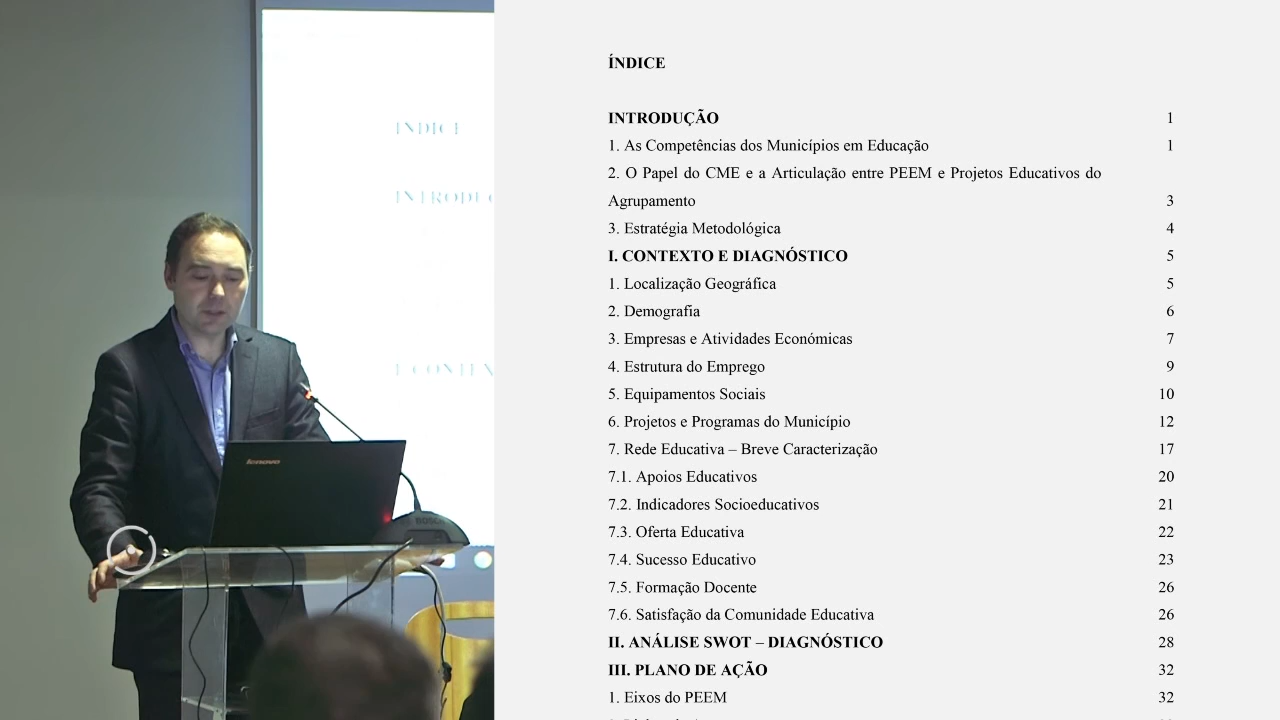 ÍNDICE
INTRODUÇÃO 1
1. As Competências dos Municípios em Educação 1
2. O Papel do CME e a Articulação entre PEEM e Projetos Educativos do
Agrupamento 3
3. Estratégia Metodológica 4
I. CONTEXTO E DIAGNÓSTICO 5
1. Localização Geográfica 5
2. Demografia 6
3. Empresas e Atividades Económicas 7
4. Estrutura do Emprego 9
5. Equipamentos Sociais 10
6. Projetos e Programas do Município 12
7. Rede Educativa – Breve Caracterização 17
7.1. Apoios Educativos 20
7.2. Indicadores Socioeducativos 21
7.3. Oferta Educativa 22
7.4. Sucesso Educativo 23
7.5. Formação Docente 26
7.6. Satisfação da Comunidade Educativa 26
II. ANÁLISE SWOT – DIAGNÓSTICO 28
III. PLANO DE AÇÃO 32
1. Eixos do PEEM 32
ÍNDICE
INTRODUÇ
I CONTEX
lenovo
BOSCH